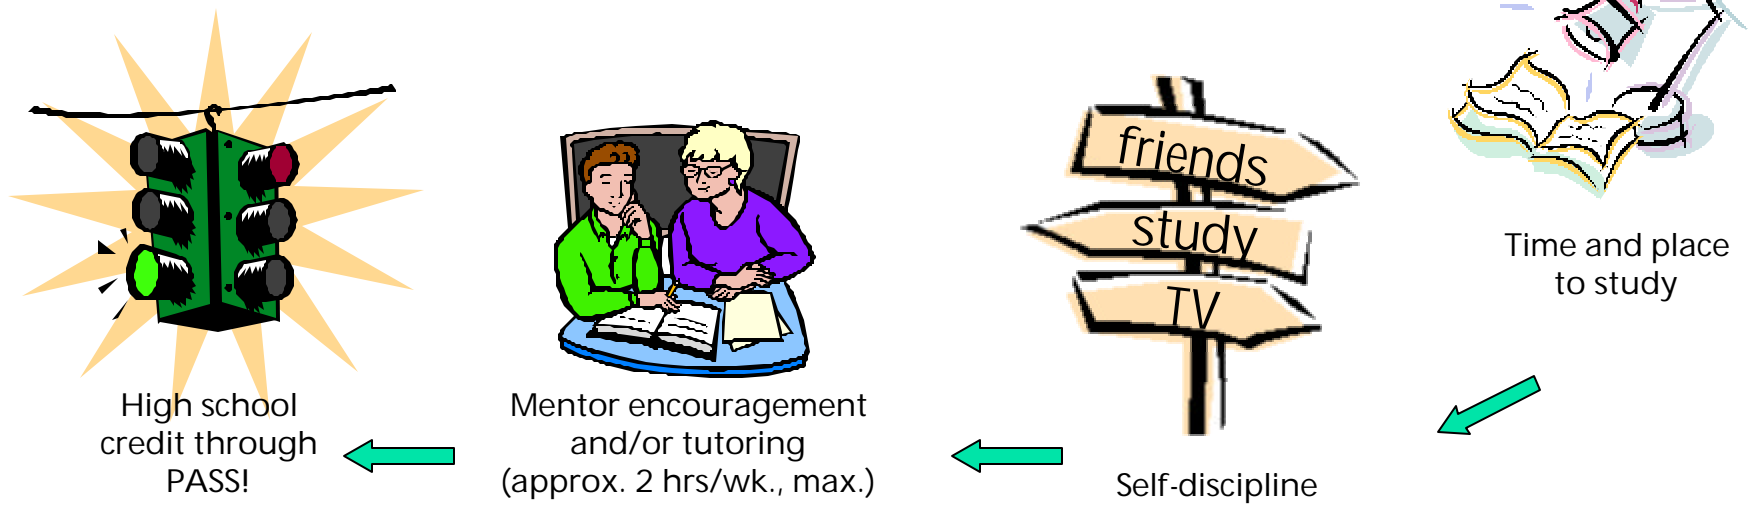 friends
study
TV
Time and place
to study
High school
credit through
PASS!
Mentor encouragement
and/or tutoring
(approx. 2 hrs/wk., max.)
Self-discipline